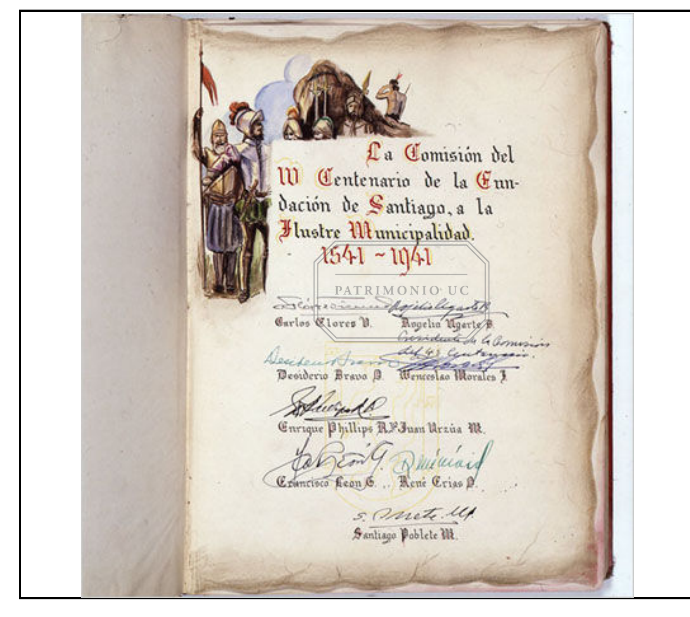 La Comisión del
IV Centenario de la Fun-
dación de Santiago, a la
Ilustre Municipalidad.
1541 ~ 1941
PATRIMONIO UC
Carlos Flores V. Rogelio Ugarte B.
Presidente de la Comisión
del 4º Centenario.
Desiderio Bravo O. Wenceslao Morales J.
Enrique Phillips R.P. Juan Urzúa M.
Francisco León G. René Frías O.
Santiago Poblete M.